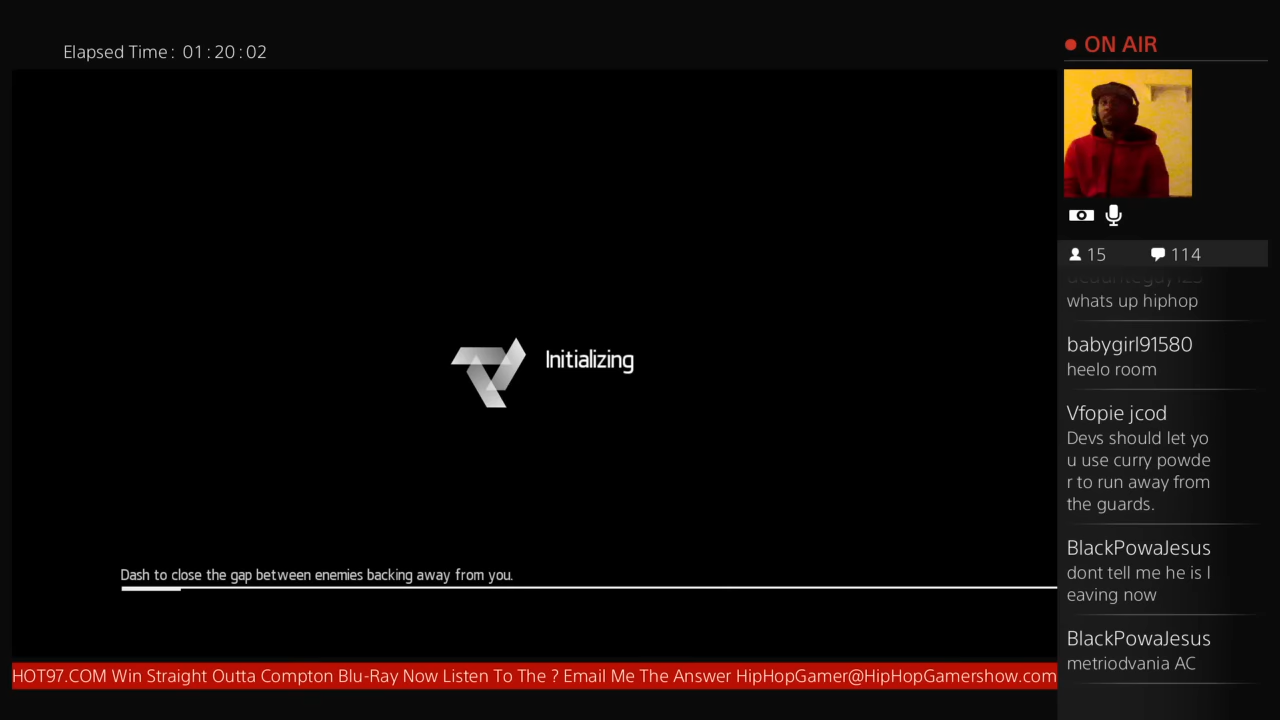 Elapsed Time: 01:20:02
ON AIR
15 114
whats up hiphop
babygirl91580
heelo room
Vfopie jcod
Devs should let yo
u use curry powde
r to run away from
the guards.
BlackPowaJesus
dont tell me he is l
eaving now
BlackPowaJesus
metriodvania AC
Initializing
Dash to close the gap between enemies backing away from you.
HOT97.COM Win Straight Outta Compton Blu-Ray Now Listen To The ? Email Me The Answer HipHopGamer@HipHopGamershow.com